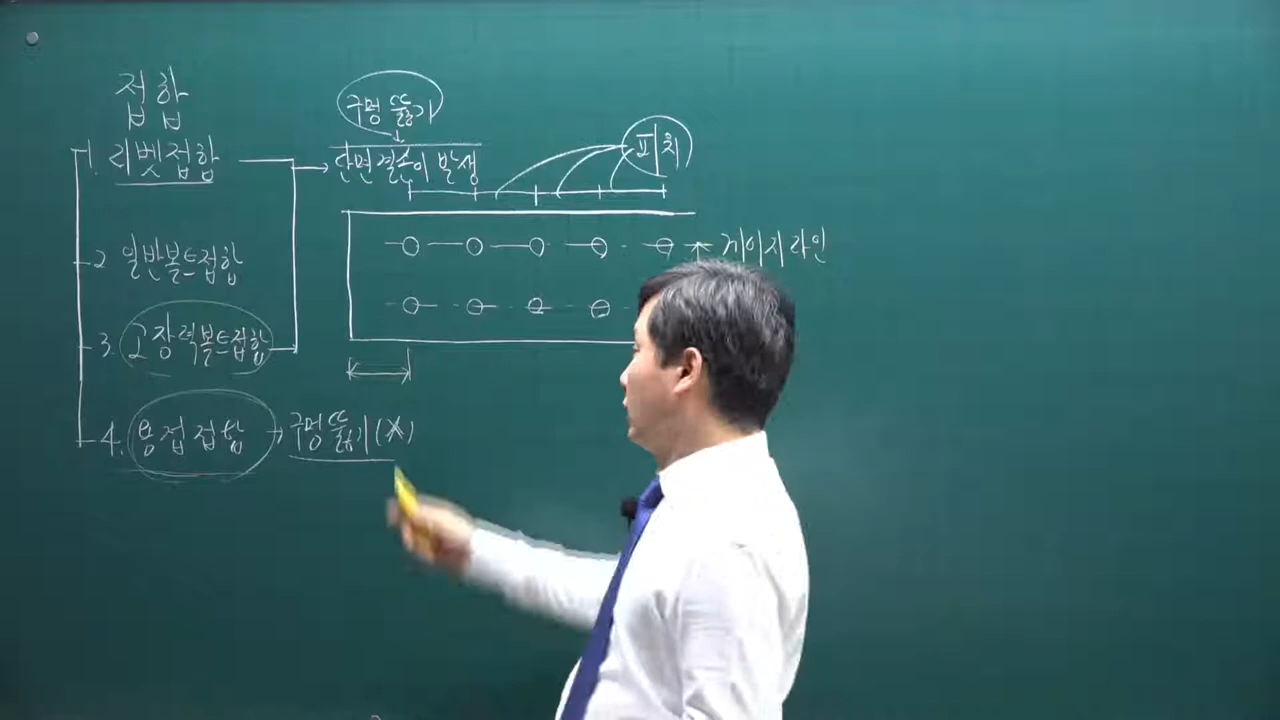 접합
1. 리벳접합
2 일반볼트접합
3. 고장력볼트접합
4. 용접접합 → 구멍뚫기(X)
구멍 뚫기
↓
→ 단면결손이 발생
피치
← 게이지라인